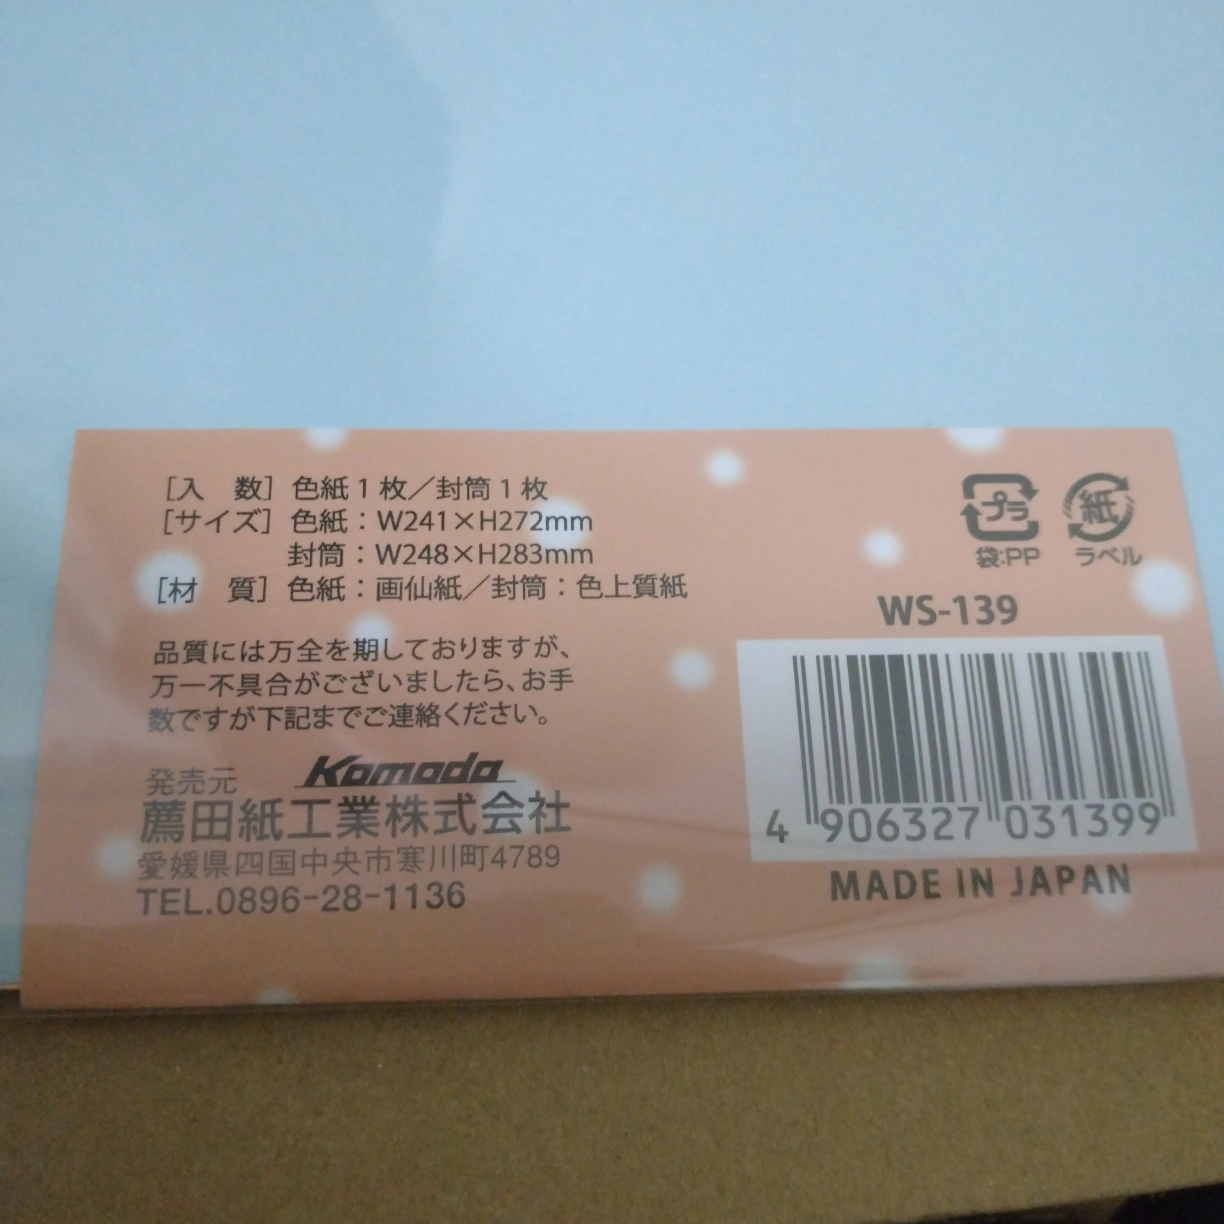 ［入　数］色紙１枚／封筒１枚
［サイズ］色紙：W241×H272mm
封筒：W248×H283mm
［材　質］色紙：画仙紙／封筒：色上質紙
品質には万全を期しておりますが、
万一不具合がございましたら、お手
数ですが下記までご連絡ください。
発売元 Kamada
薦田紙工業株式会社
愛媛県四国中央市寒川町4789
TEL.0896-28-1136
プラ 紙
袋:PP ラベル
WS-139
4 906327 031399
MADE IN JAPAN